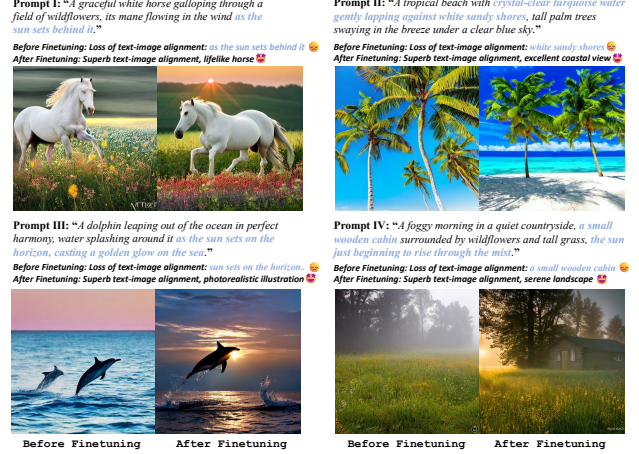 Prompt I: “A graceful white horse galloping through a
field of wildflowers, its mane flowing in the wind as the
sun sets behind it.”
Before Finetuning: Loss of text-image alignment: as the sun sets behind it
After Finetuning: Superb text-image alignment, lifelike horse
Prompt II: “A tropical beach with crystal-clear turquoise water
gently lapping against white sandy shores, tall palm trees
swaying in the breeze under a clear blue sky.”
Before Finetuning: Loss of text-image alignment: white sandy shores
After Finetuning: Superb text-image alignment, excellent coastal view
Prompt III: “A dolphin leaping out of the ocean in perfect
harmony, water splashing around it as the sun sets on the
horizon, casting a golden glow on the sea.”
Before Finetuning: Loss of text-image alignment: sun sets on the horizon..
After Finetuning: Superb text-image alignment, photorealistic illustration
Prompt IV: “A foggy morning in a quiet countryside, a small
wooden cabin surrounded by wildflowers and tall grass, the sun
just beginning to rise through the mist.”
Before Finetuning: Loss of text-image alignment: a small wooden cabin
After Finetuning: Superb text-image alignment, serene landscape
Before Finetuning
After Finetuning
Before Finetuning
After Finetuning